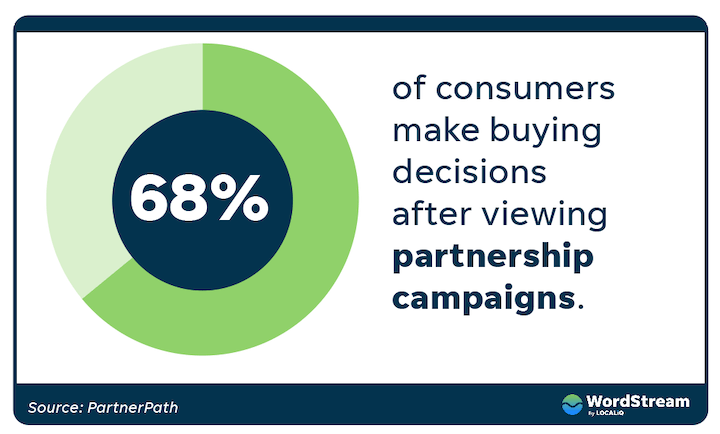 68%
of consumers
make buying
decisions
after viewing
partnership
campaigns.
Source: PartnerPath
WordStream
By LOCALiQ